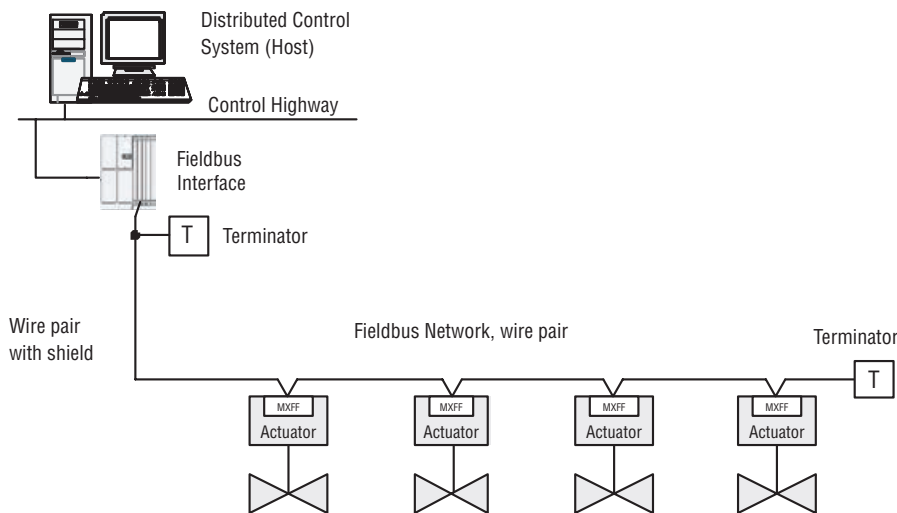 Distributed Control
System (Host)
Control Highway
Fieldbus
Interface
T
Terminator
Wire pair
with shield
Fieldbus Network, wire pair
Terminator
T
MXFF
Actuator
MXFF
Actuator
MXFF
Actuator
MXFF
Actuator